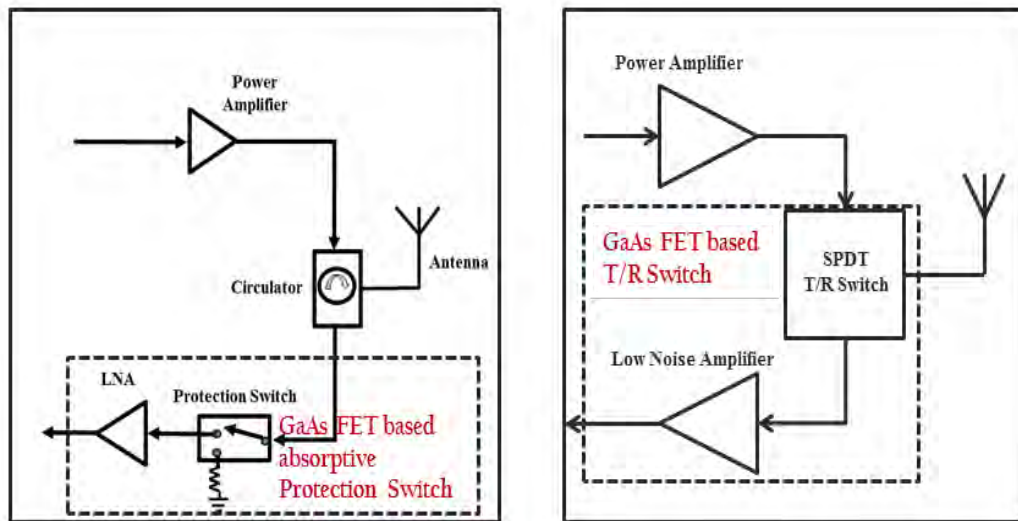 Power
Amplifier
Circulator
Antenna
LNA
Protection Switch
GaAs FET based
absorptive
Protection Switch
Power Amplifier
GaAs FET based
T/R Switch
SPDT
T/R Switch
Low Noise Amplifier